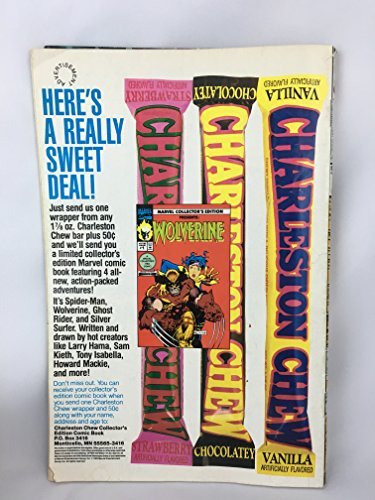 ADVERTISEMENT
HERE'S
A REALLY
SWEET
DEAL!
Just send us one
wrapper from any
1⅞ oz. Charleston
Chew bar plus 50¢
and we'll send you
a limited collector's
edition Marvel comic
book featuring 4 all-
new, action-packed
adventures!
It's Spider-Man,
Wolverine, Ghost
Rider, and Silver
Surfer. Written and
drawn by hot creators
like Larry Hama, Sam
Kieth, Tony Isabella,
Howard Mackie,
and more!
Don't miss out. You can
receive your collector's
edition comic book when
you send one Charleston
Chew wrapper and 50¢
along with your name,
address and age to:
Charleston Chew Collector's
Edition Comic Book
P.O. Box 3416
Monticello, MN 55565-3416
STRAWBERRY
ARTIFICIALLY FLAVORED
CHARLESTON CHEW
STRAWBERRY
ARTIFICIALLY FLAVORED
CHOCOLATEY
CHARLESTON CHEW
CHOCOLATEY
VANILLA
ARTIFICIALLY FLAVORED
CHARLESTON CHEW
VANILLA
ARTIFICIALLY FLAVORED
MARVEL COLLECTOR'S EDITION
PRESENTS:
WOLVERINE